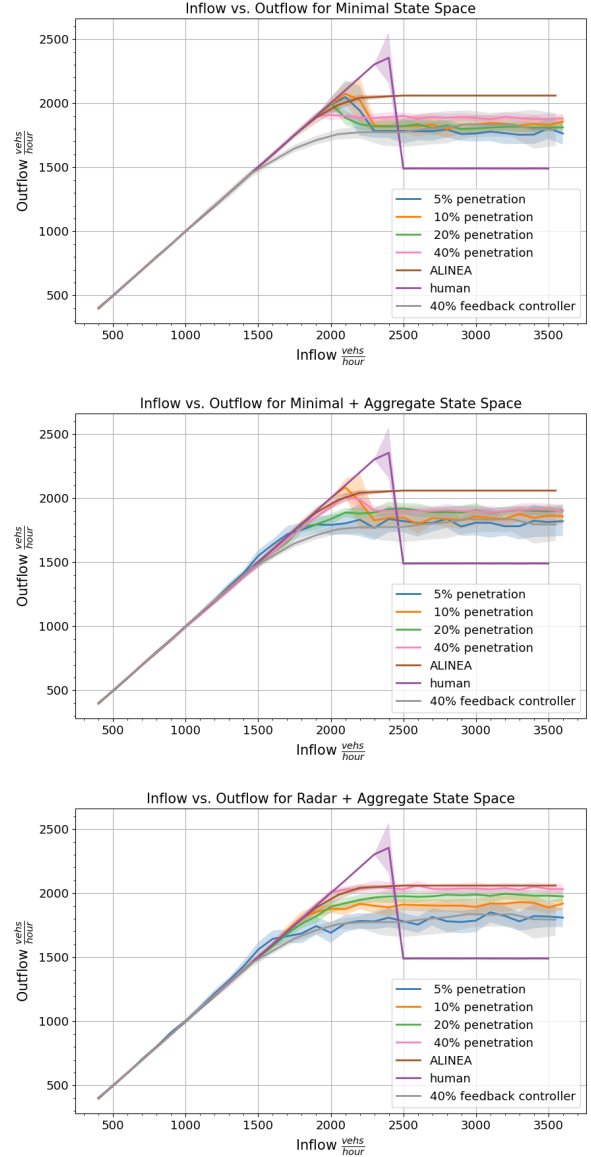 Inflow vs. Outflow for Minimal State Space
2500
2000
1500
1000
500
Outflow vehs/hour
5% penetration
10% penetration
20% penetration
40% penetration
ALINEA
human
40% feedback controller
500 1000 1500 2000 2500 3000 3500
Inflow vehs/hour
Inflow vs. Outflow for Minimal + Aggregate State Space
2500
2000
1500
1000
500
Outflow vehs/hour
5% penetration
10% penetration
20% penetration
40% penetration
ALINEA
human
40% feedback controller
500 1000 1500 2000 2500 3000 3500
Inflow vehs/hour
Inflow vs. Outflow for Radar + Aggregate State Space
2500
2000
1500
1000
500
Outflow vehs/hour
5% penetration
10% penetration
20% penetration
40% penetration
ALINEA
human
40% feedback controller
500 1000 1500 2000 2500 3000 3500
Inflow vehs/hour